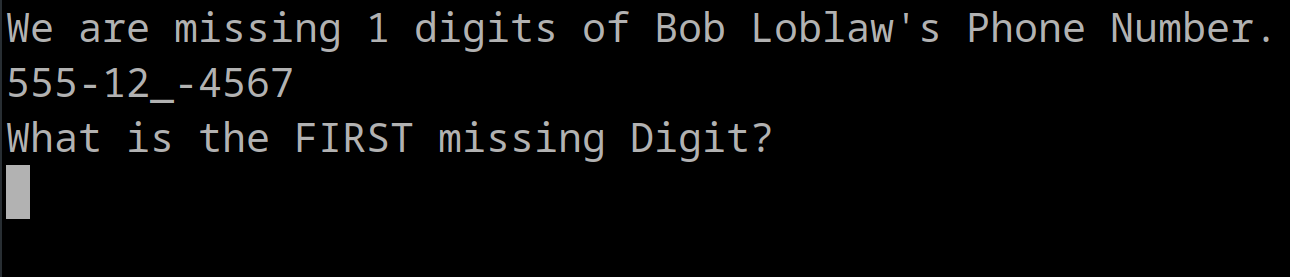 We are missing 1 digits of Bob Loblaw's Phone Number.
555-12_-4567
What is the FIRST missing Digit?